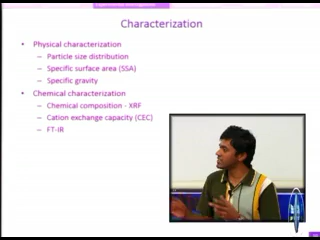 Characterization
• Physical characterization
– Particle size distribution
– Specific surface area (SSA)
– Specific gravity
• Chemical characterization
– Chemical composition - XRF
– Cation exchange capacity (CEC)
– FT-IR